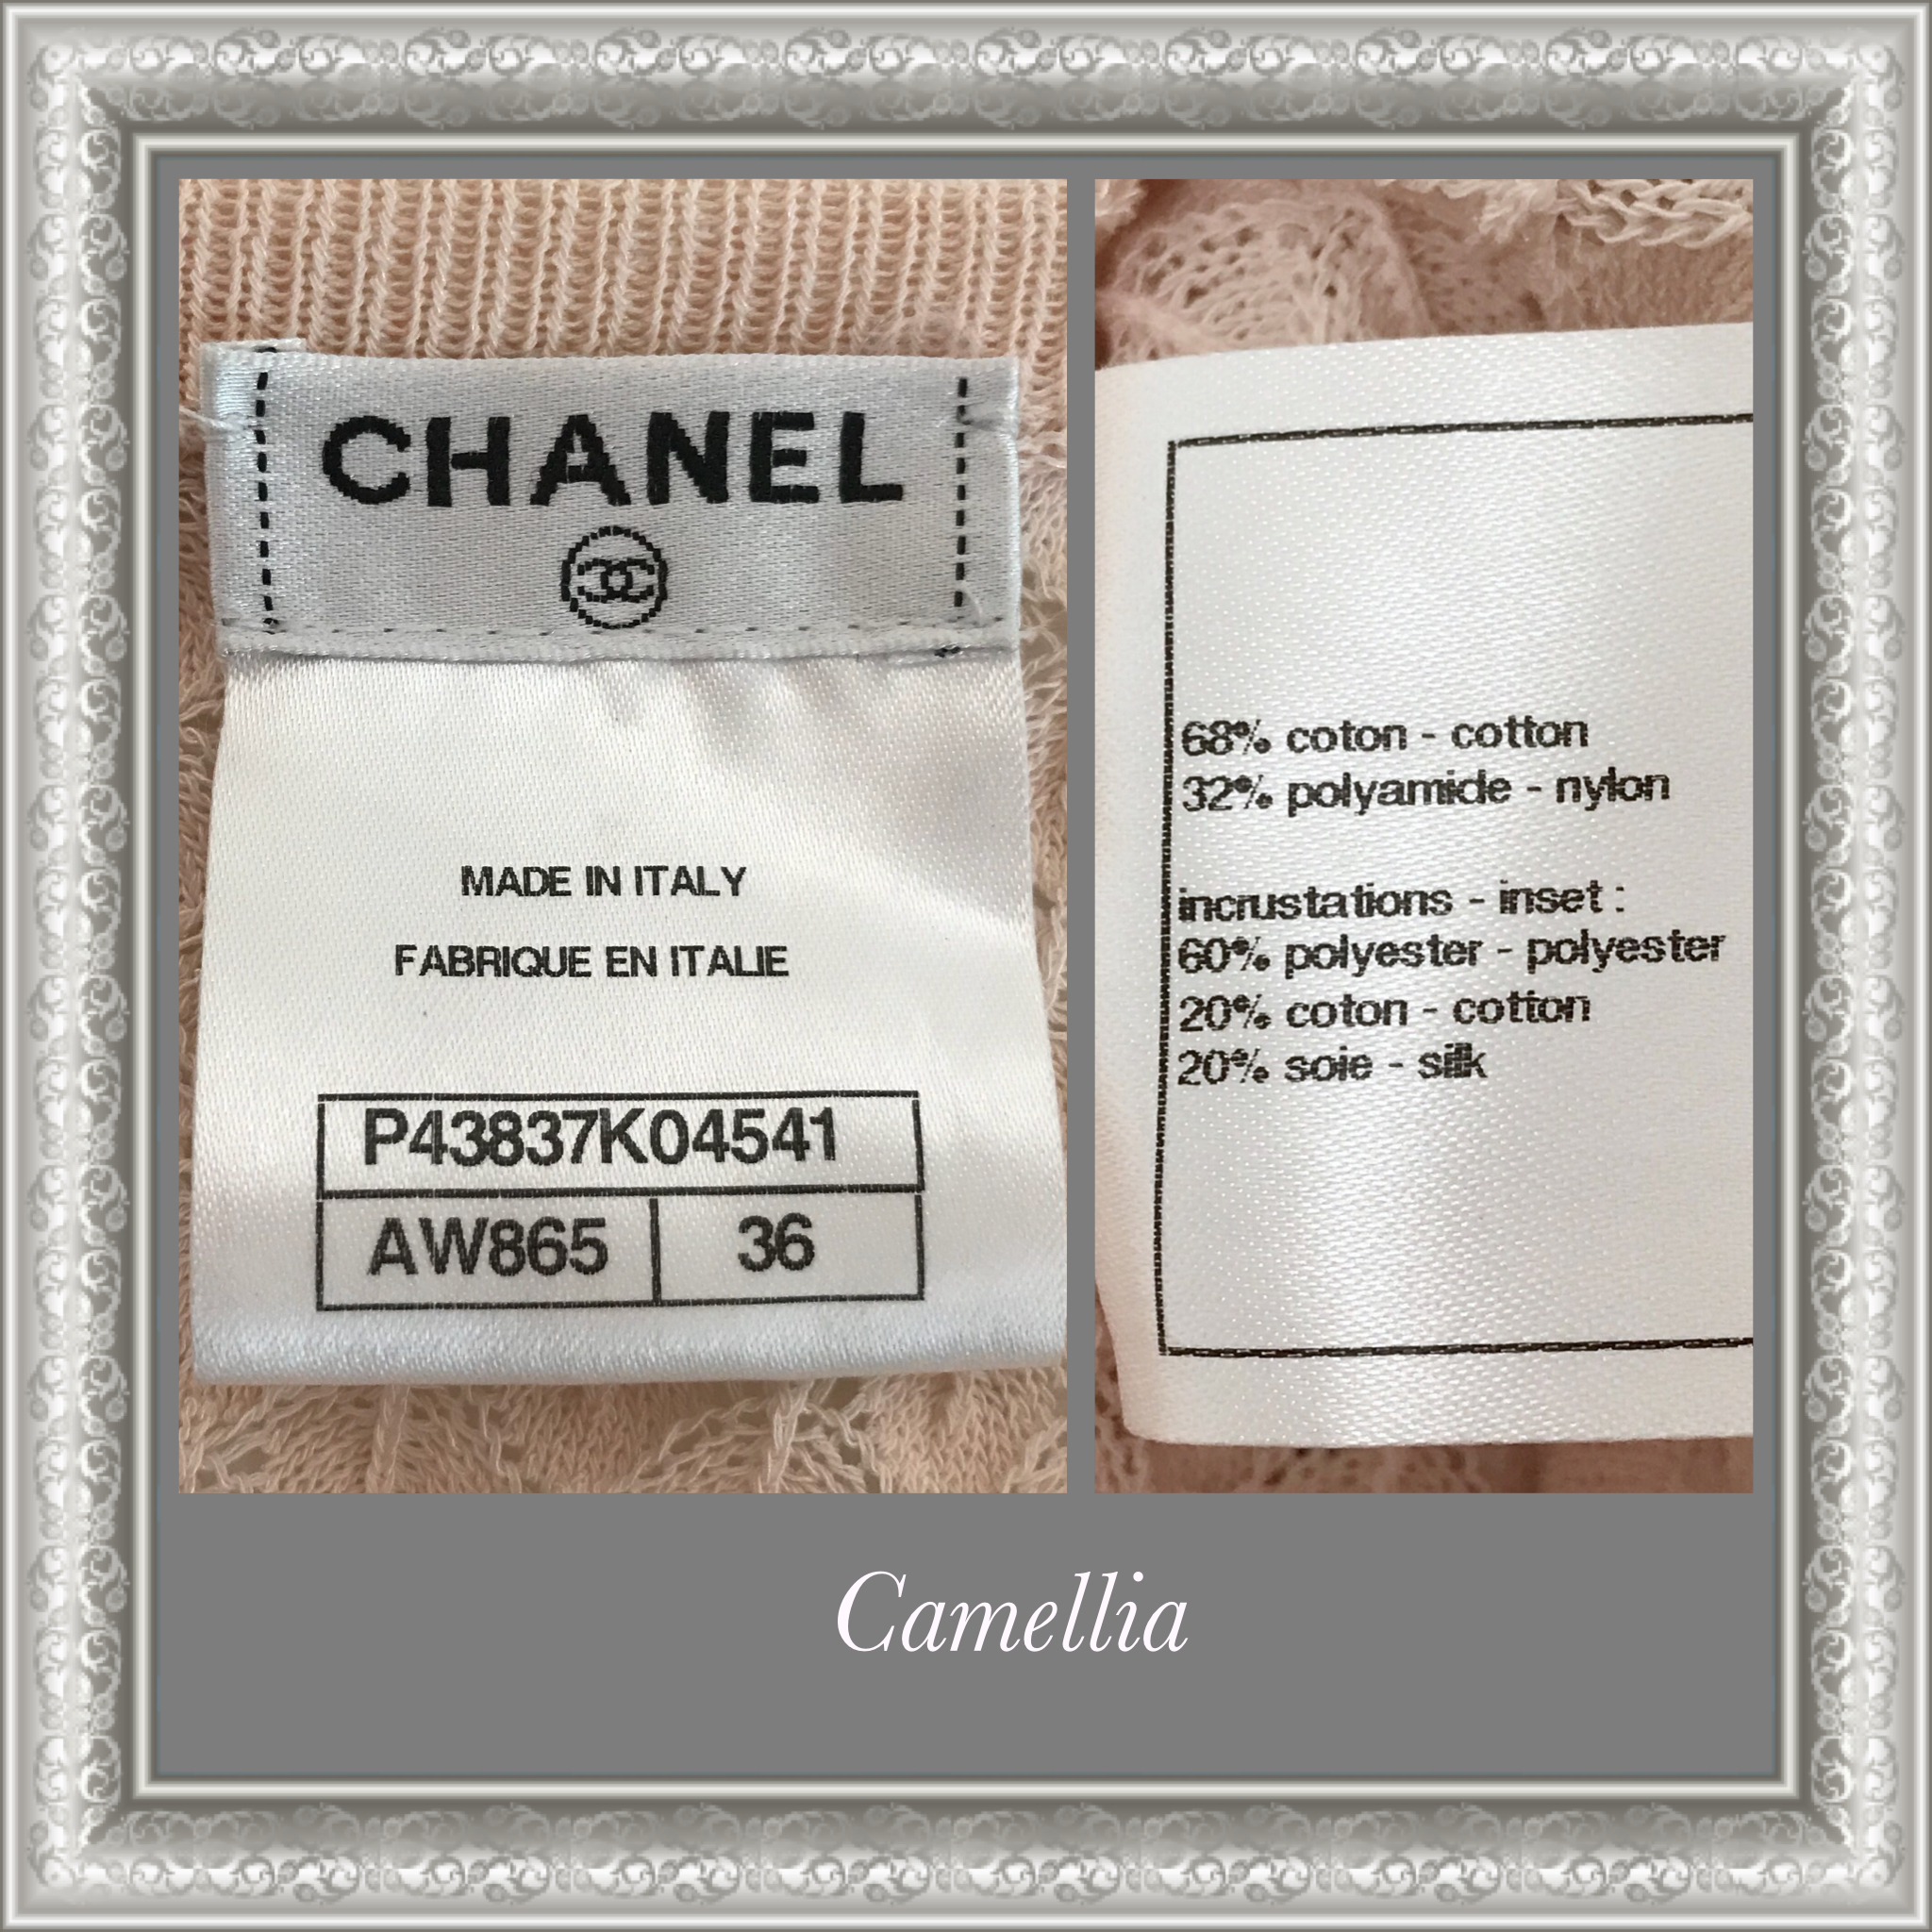 CHANEL
MADE IN ITALY
FABRIQUE EN ITALIE
P43837K04541
AW865 36
68% coton - cotton
32% polyamide - nylon
incrustations - inset :
60% polyester - polyester
20% coton - cotton
20% soie - silk
Camellia